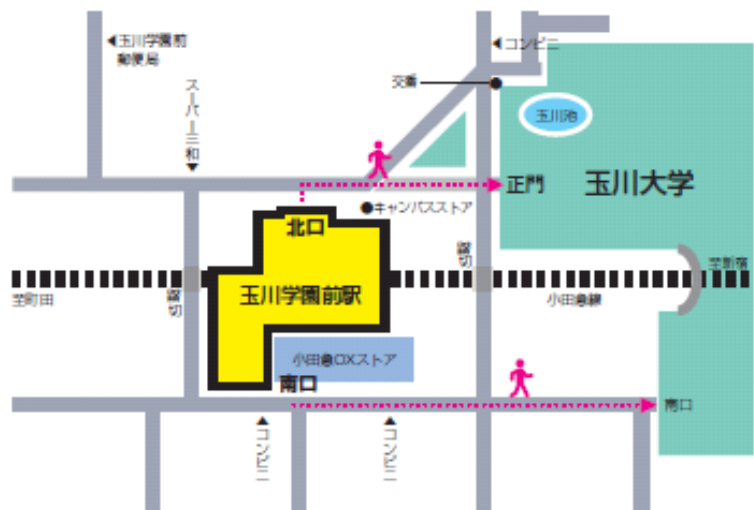 玉川学園前
郵便局
コンビニ
交番
スーパー三和
玉川池
正門
玉川大学
キャンパスストア
北口
踏切
至新宿
玉川学園前駅
至町田
踏切
小田急線
小田急OXストア
南口
南口
コンビニ
コンビニ